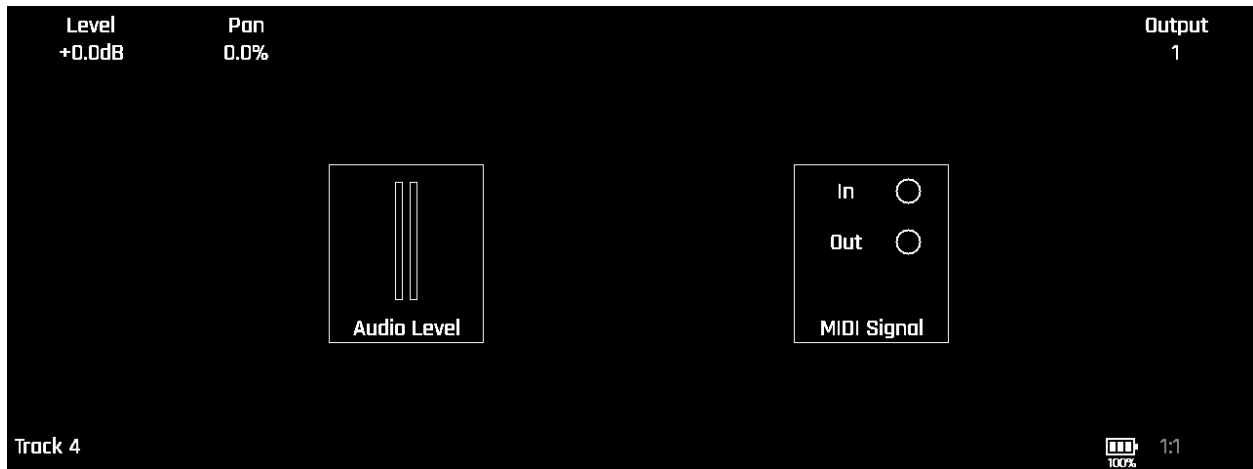 Level Pan Output
+0.0dB 0.0% 1
In
Out
Audio Level MIDI Signal
Track 4 1:1
100%